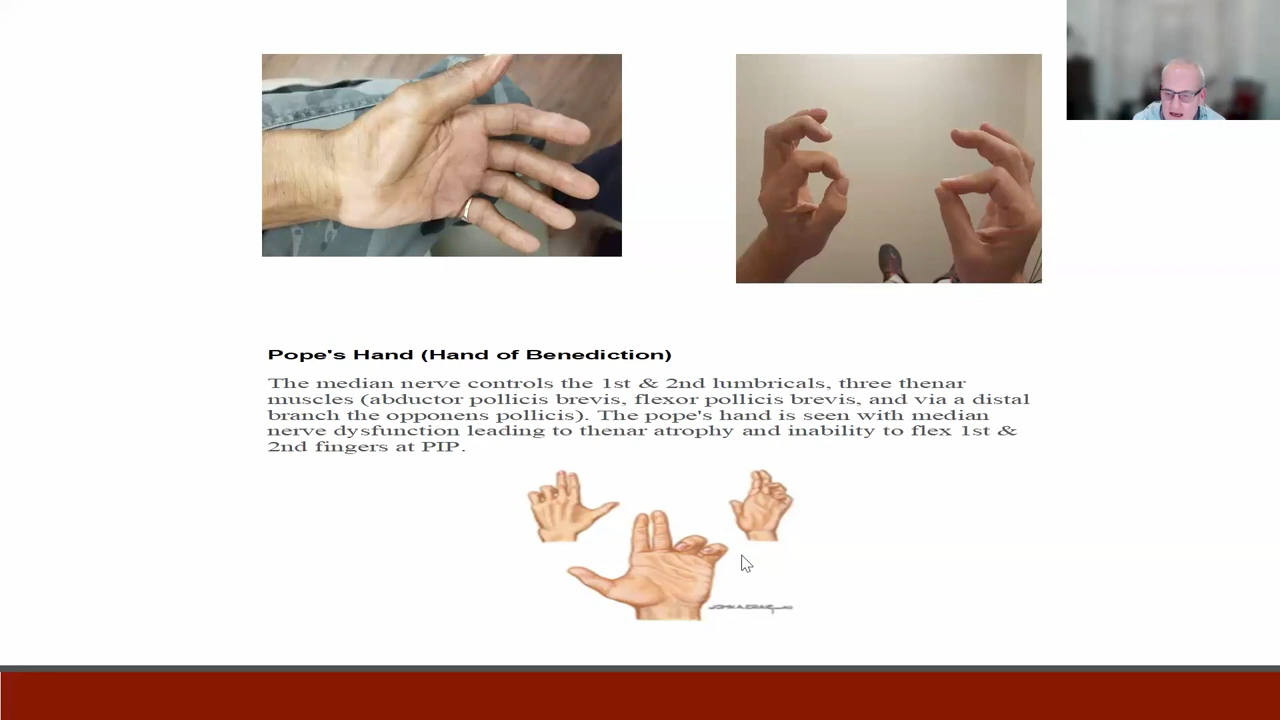 Pope's Hand (Hand of Benediction)
The median nerve controls the 1st & 2nd lumbricals, three thenar
muscles (abductor pollicis brevis, flexor pollicis brevis, and via a distal
branch the opponens pollicis). The pope's hand is seen with median
nerve dysfunction leading to thenar atrophy and inability to flex 1st &
2nd fingers at PIP.